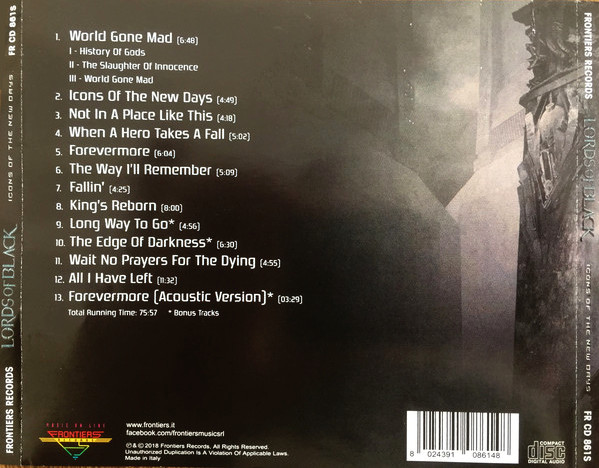 1. World Gone Mad [6:48]
I - History Of Gods
II - The Slaughter Of Innocence
III - World Gone Mad
2. Icons Of The New Days [4:49]
3. Not In A Place Like This [4:18]
4. When A Hero Takes A Fall [5:02]
5. Forevermore [6:04]
6. The Way I'll Remember [5:09]
7. Fallin' [4:25]
8. King's Reborn [8:00]
9. Long Way To Go* [4:56]
10. The Edge Of Darkness* [6:30]
11. Wait No Prayers For The Dying [4:55]
12. All I Have Left [11:32]
13. Forevermore [Acoustic Version]* [03:29]
Total Running Time: 75:57 * Bonus Tracks
MUSIC ON LINE
FRONTIERS
RECORDS
www.frontiers.it
facebook.com/frontiersmusicsrl
℗ & © 2018 Frontiers Records. All Rights Reserved.
Unauthorized Duplication Is A Violation Of Applicable Laws.
Made in Italy
8 024391 086148
COMPACT
disc
DIGITAL AUDIO
FRONTIERS RECORDS LORDS OF BLACK ICONS OF THE NEW DAYS FR CD 861S
FRONTIERS RECORDS LORDS OF BLACK ICONS OF THE NEW DAYS FR CD 861S